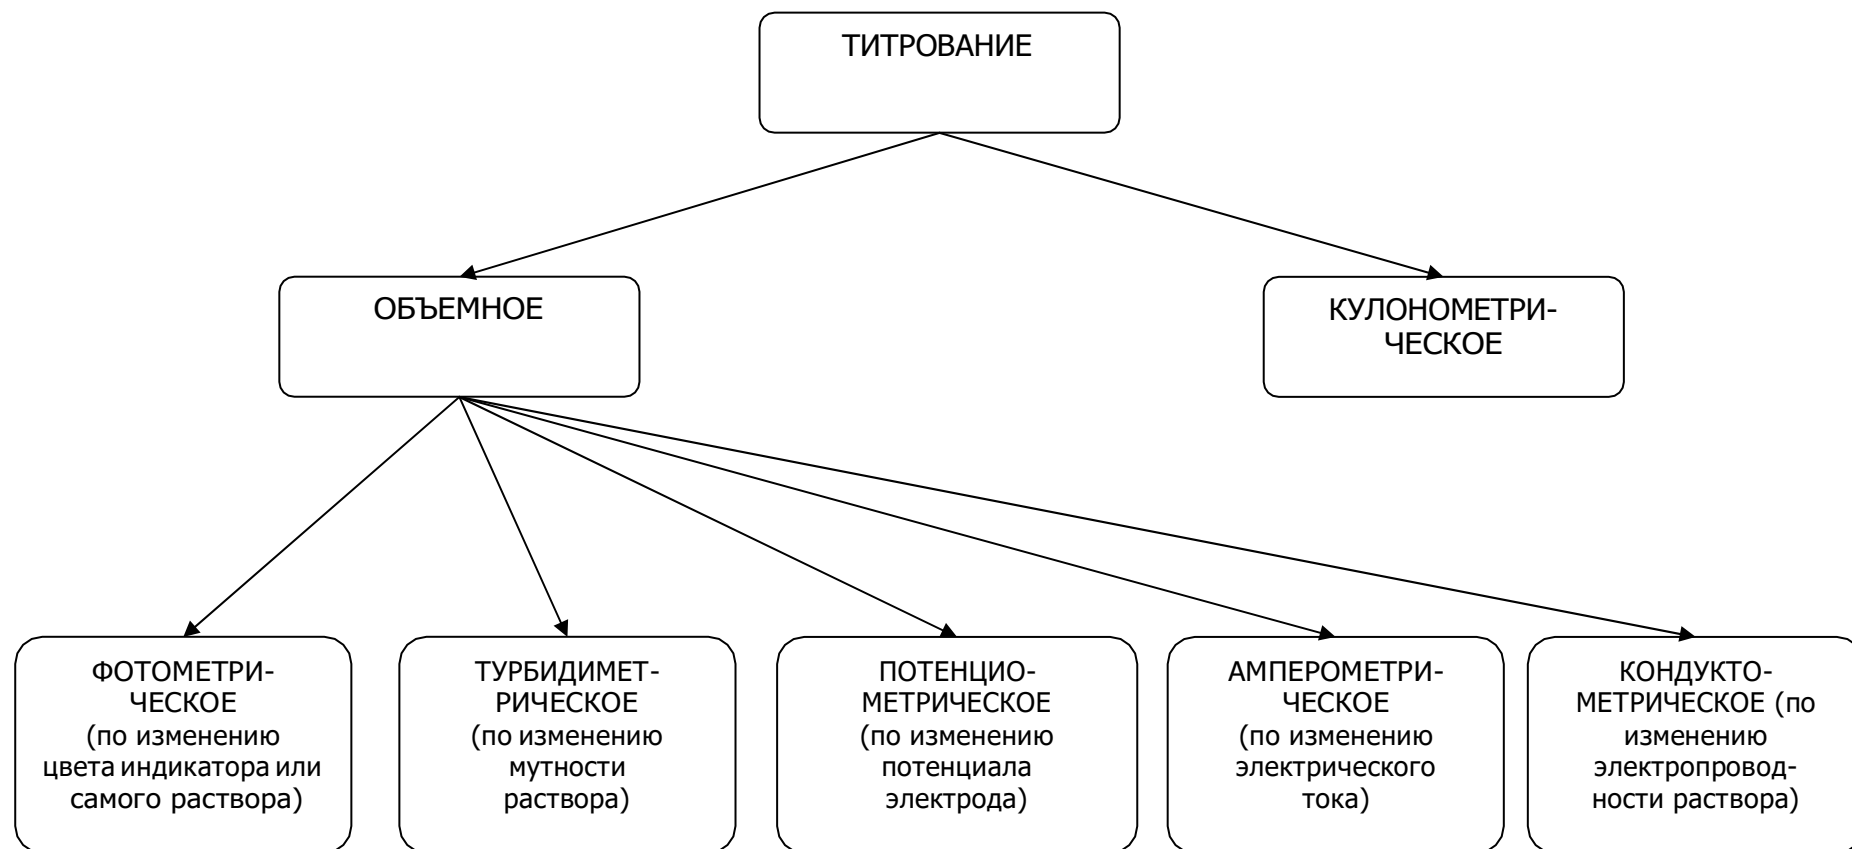 ТИТРОВАНИЕ
ОБЪЕМНОЕ
КУЛОНОМЕТРИ-
ЧЕСКОЕ
ФОТОМЕТРИ-
ЧЕСКОЕ
(по изменению
цвета индикатора или
самого раствора)
ТУРБИДИМЕТ-
РИЧЕСКОЕ
(по изменению
мутности
раствора)
ПОТЕНЦИО-
МЕТРИЧЕСКОЕ
(по изменению
потенциала
электрода)
АМПЕРОМЕТРИ-
ЧЕСКОЕ
(по изменению
электрического
тока)
КОНДУКТО-
МЕТРИЧЕСКОЕ (по
изменению
электропровод-
ности раствора)